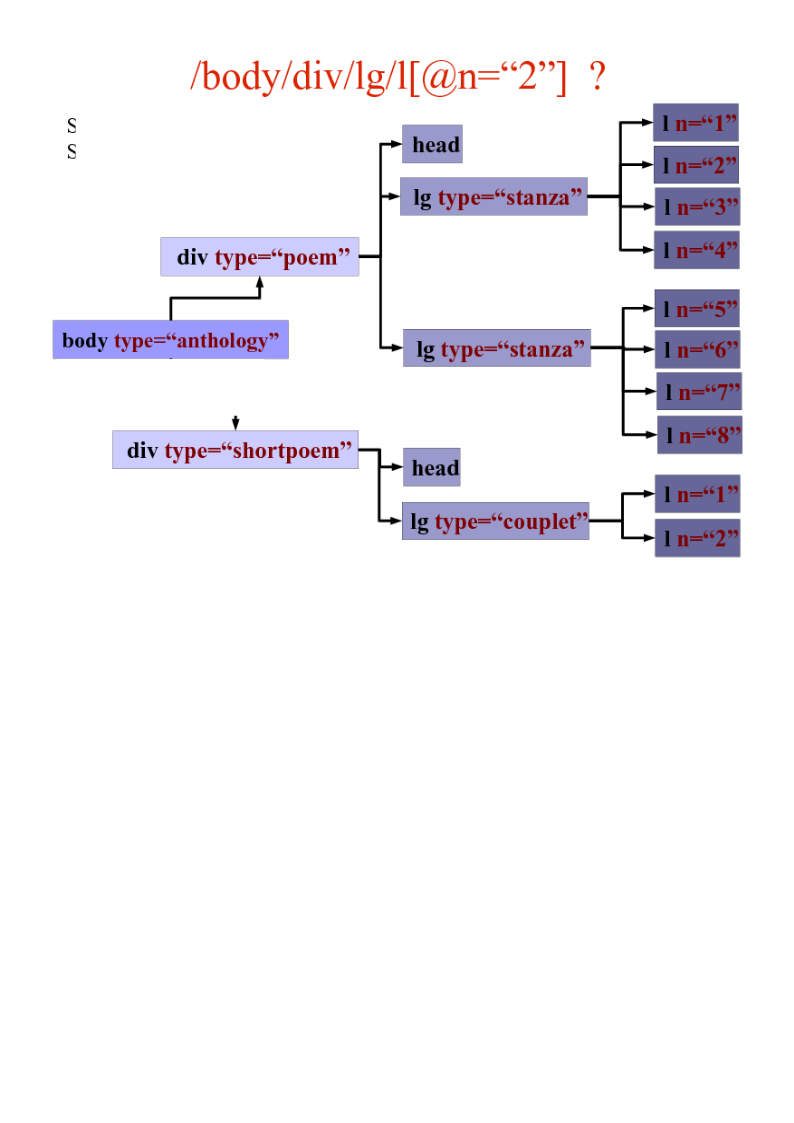 /body/div/lg/l[@n=“2”] ?
S
S
head
lg type=“stanza”
l n=“1”
l n=“2”
l n=“3”
l n=“4”
div type=“poem”
body type=“anthology”
lg type=“stanza”
l n=“5”
l n=“6”
l n=“7”
l n=“8”
div type=“shortpoem”
head
lg type=“couplet”
l n=“1”
l n=“2”